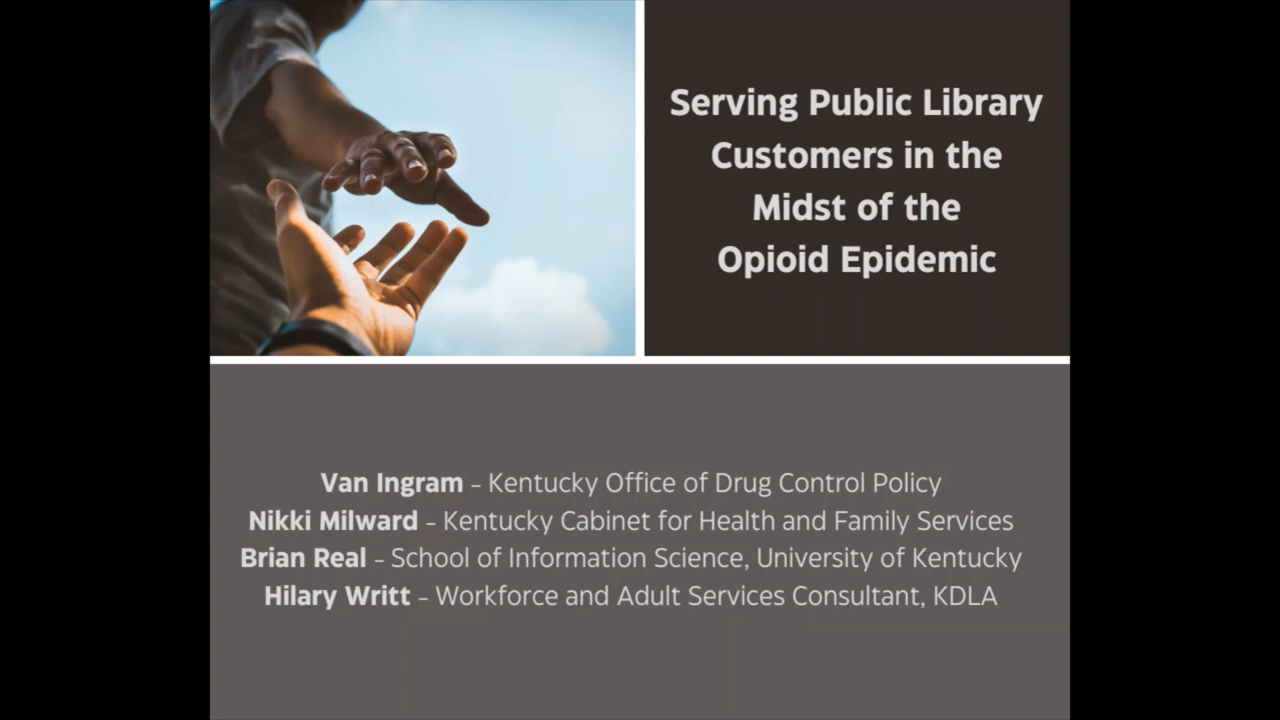 Serving Public Library
Customers in the
Midst of the
Opioid Epidemic
Van Ingram – Kentucky Office of Drug Control Policy
Nikki Milward – Kentucky Cabinet for Health and Family Services
Brian Real – School of Information Science, University of Kentucky
Hilary Writt – Workforce and Adult Services Consultant, KDLA